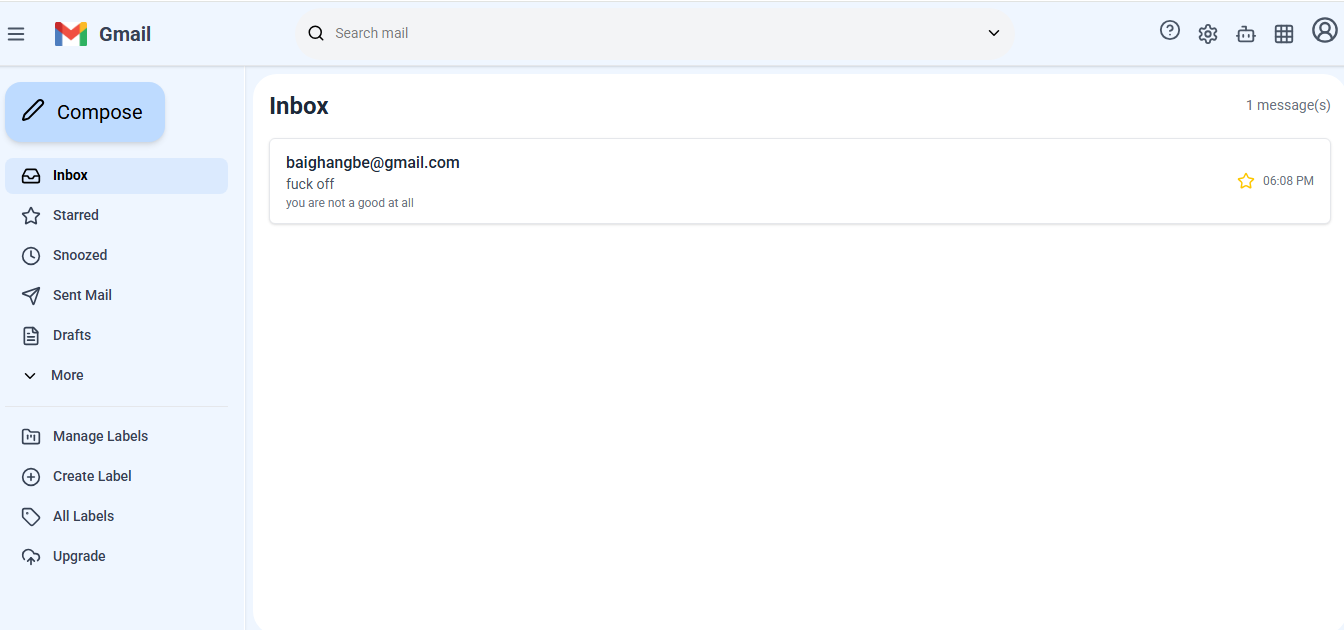 Gmail
Search mail
Compose
Inbox
Starred
Snoozed
Sent Mail
Drafts
More
Manage Labels
Create Label
All Labels
Upgrade
Inbox
1 message(s)
baighangbe@gmail.com
fuck off
you are not a good at all
06:08 PM